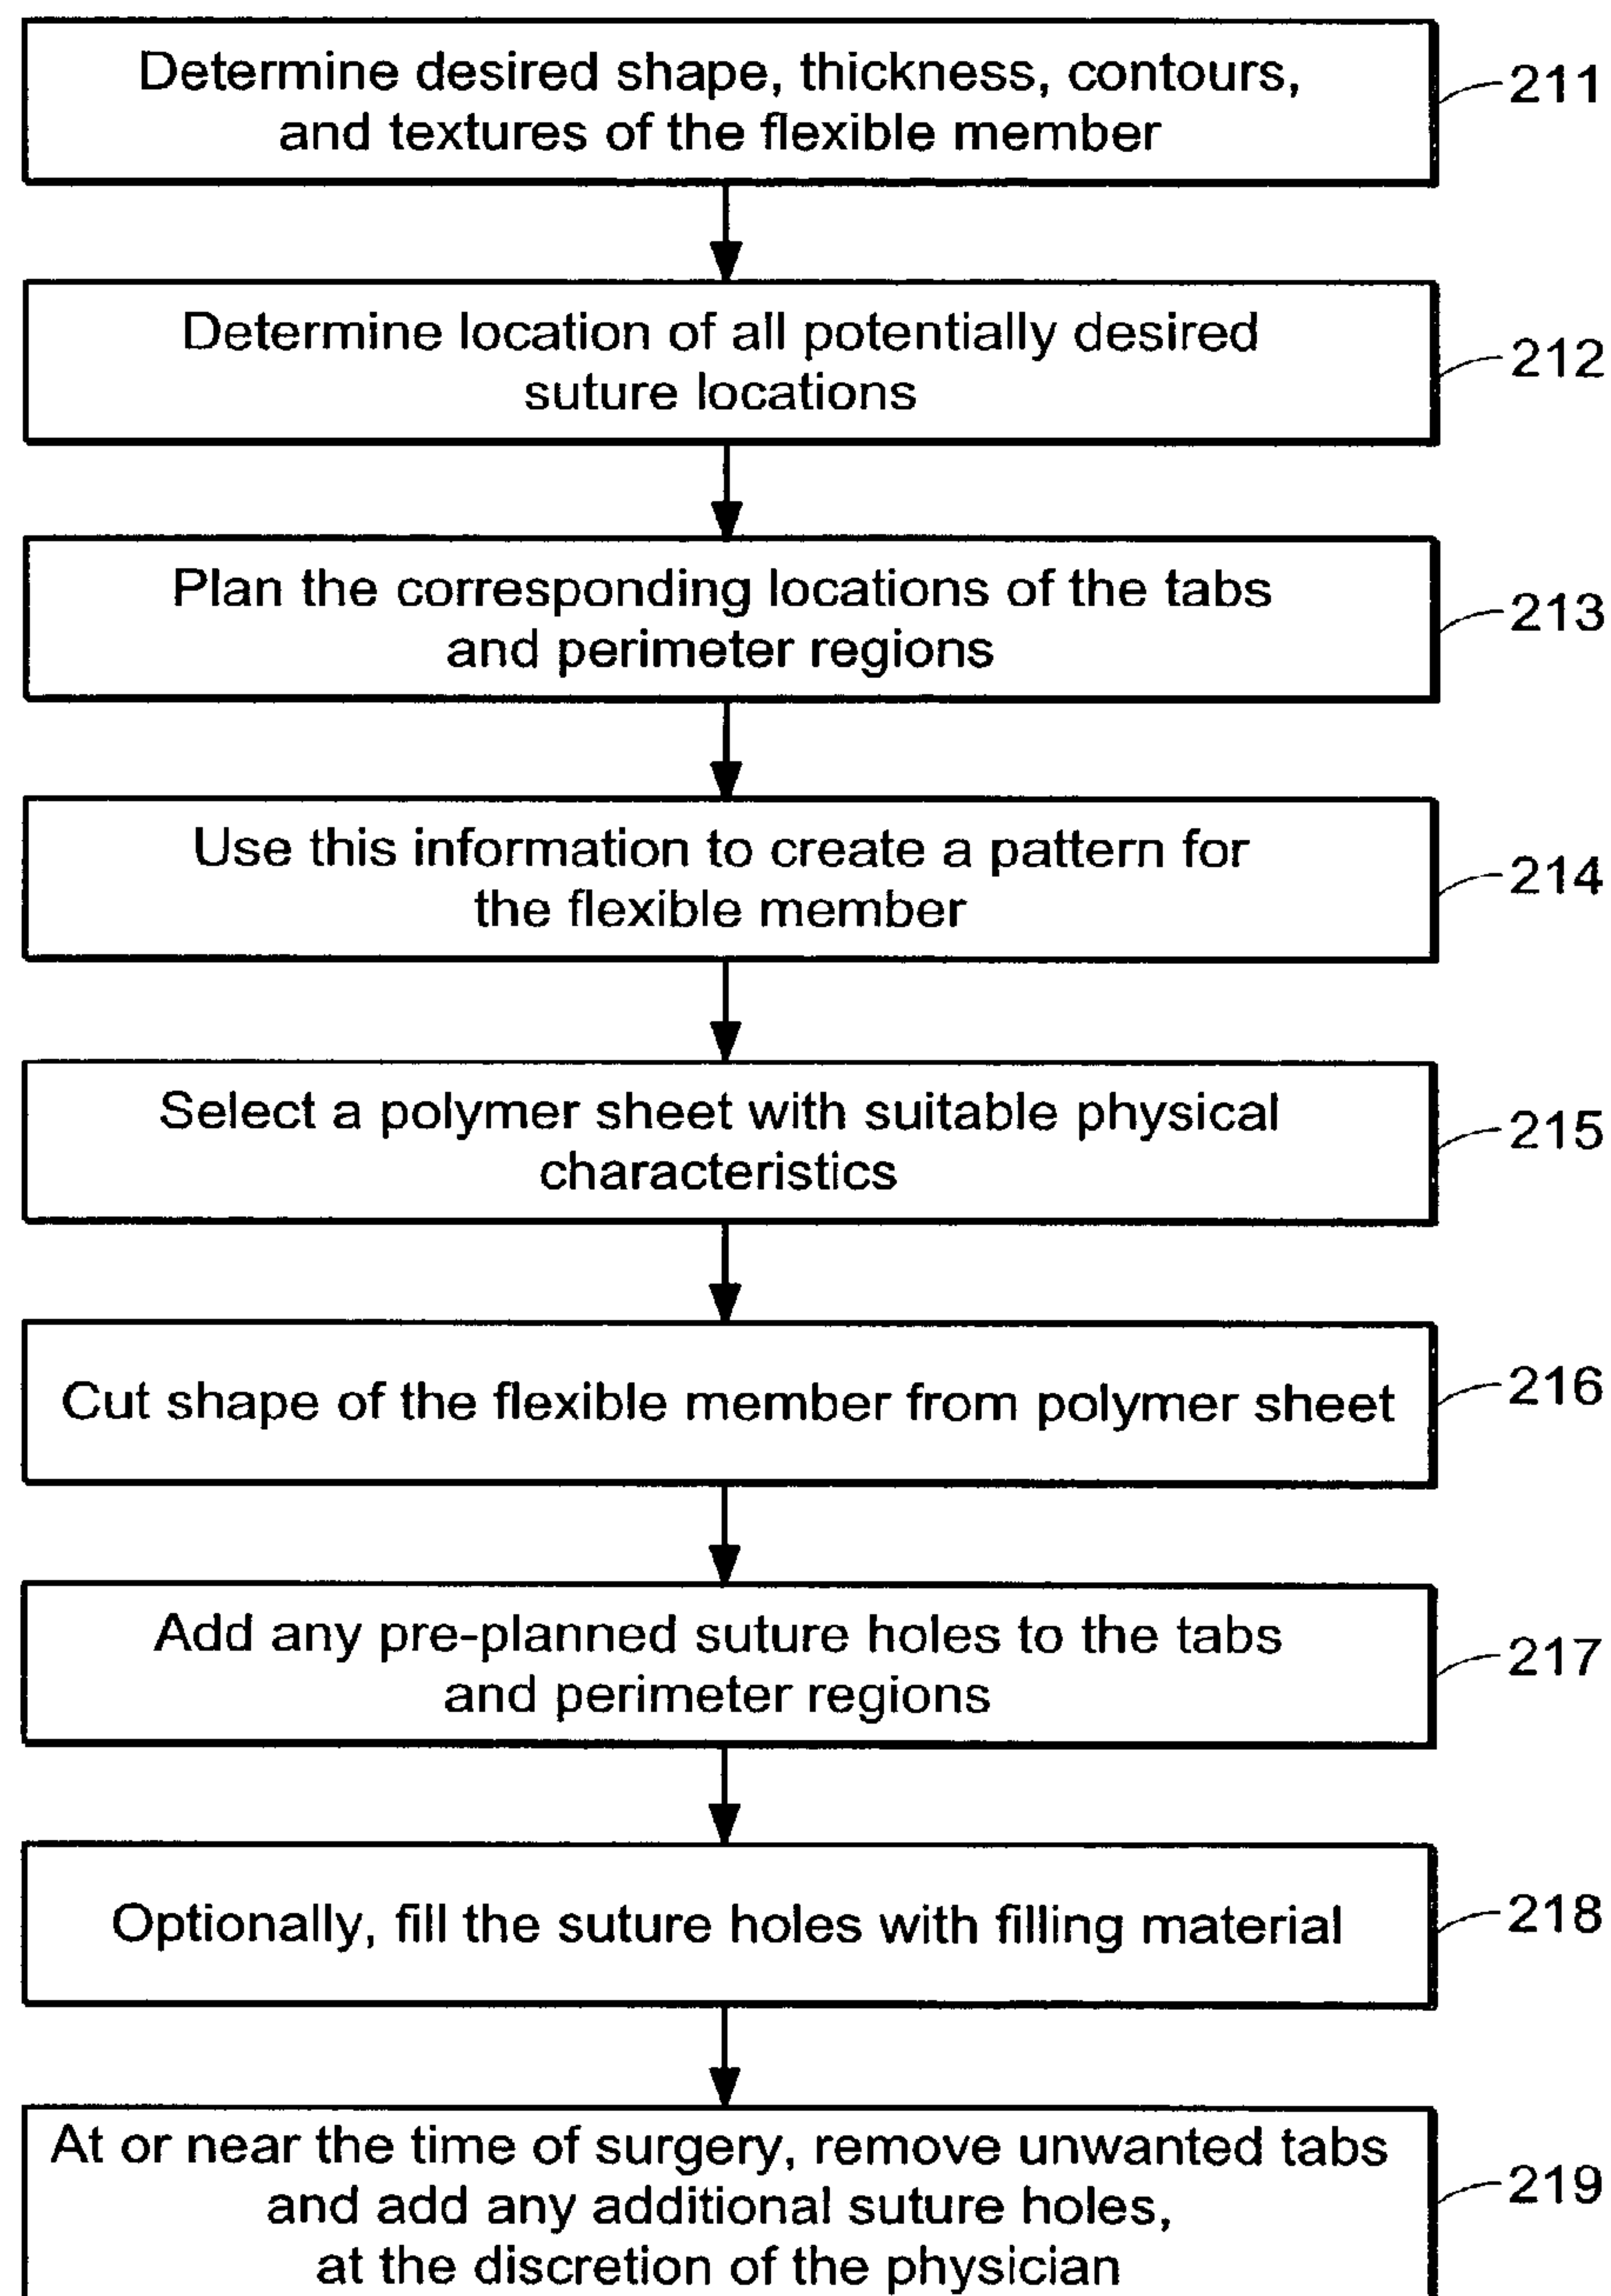 Determine desired shape, thickness, contours,
and textures of the flexible member
211
Determine location of all potentially desired
suture locations
212
Plan the corresponding locations of the tabs
and perimeter regions
213
Use this information to create a pattern for
the flexible member
214
Select a polymer sheet with suitable physical
characteristics
215
Cut shape of the flexible member from polymer sheet
216
Add any pre-planned suture holes to the tabs
and perimeter regions
217
Optionally, fill the suture holes with filling material
218
At or near the time of surgery, remove unwanted tabs
and add any additional suture holes,
at the discretion of the physician
219